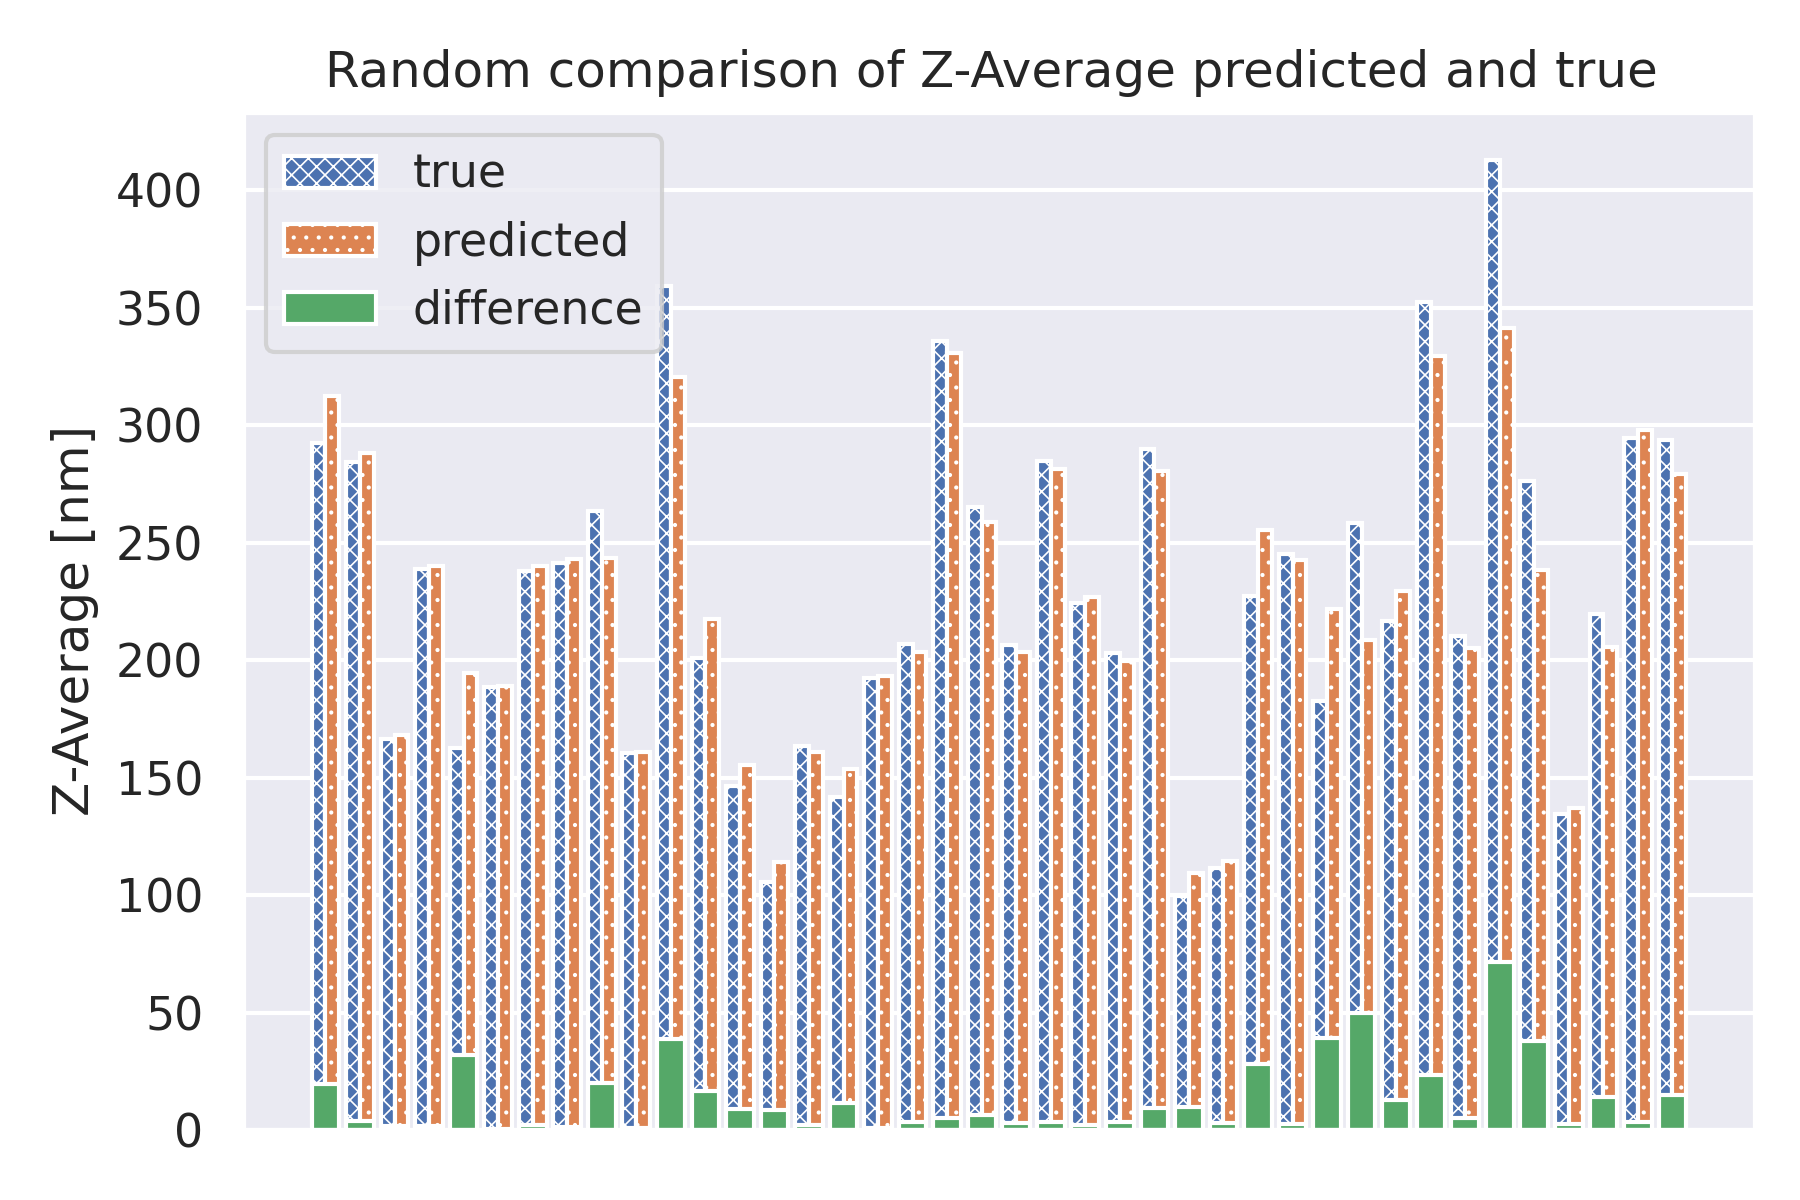 Random comparison of Z-Average predicted and true
true
predicted
difference
Z-Average [nm]
400
350
300
250
200
150
100
50
0